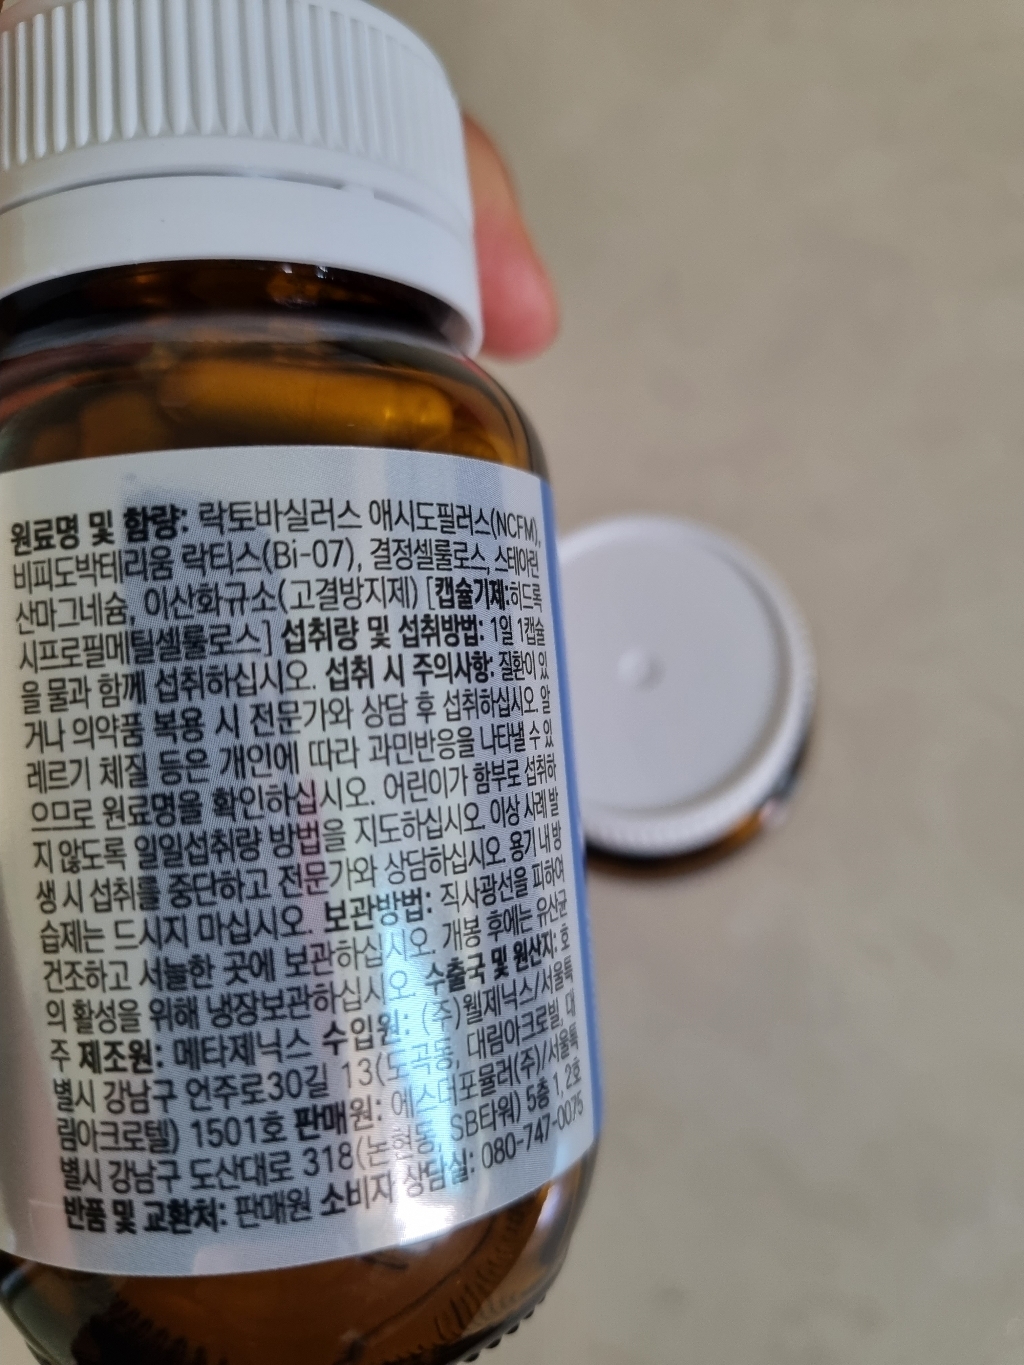 원료명 및 함량: 락토바실러스 애시도필러스(NCFM),
비피도박테리움 락티스(Bi-07), 결정셀룰로스, 스테아린
산마그네슘, 이산화규소(고결방지제) [캡슐기제:히드록
시프로필메틸셀룰로스] 섭취량 및 섭취방법: 1일 1캡슐
을 물과 함께 섭취하십시오. 섭취 시 주의사항: 질환이 있
거나 의약품 복용 시 전문가와 상담 후 섭취하십시오. 알
레르기 체질 등은 개인에 따라 과민반응을 나타낼 수 있
으므로 원료명을 확인하십시오. 어린이가 함부로 섭취하
지 않도록 일일섭취량 방법을 지도하십시오. 이상 사례 발
생 시 섭취를 중단하고 전문가와 상담하십시오. 용기 내 방
습제는 드시지 마십시오. 보관방법: 직사광선을 피하여
건조하고 서늘한 곳에 보관하십시오. 개봉 후에는 유산균
의 활성을 위해 냉장보관하십시오. 수출국 및 원산지: 호
주 제조원: 메타제닉스 수입원: (주)웰제닉스/서울특
별시 강남구 언주로30길 13(도곡동, 대림아크로빌, 대
림아크로텔) 1501호 판매원: 에스더포뮬러(주)/서울특
별시 강남구 도산대로 318(논현동, SB타워) 5층 1, 2호
반품 및 교환처: 판매원 소비자 상담실: 080-747-0075